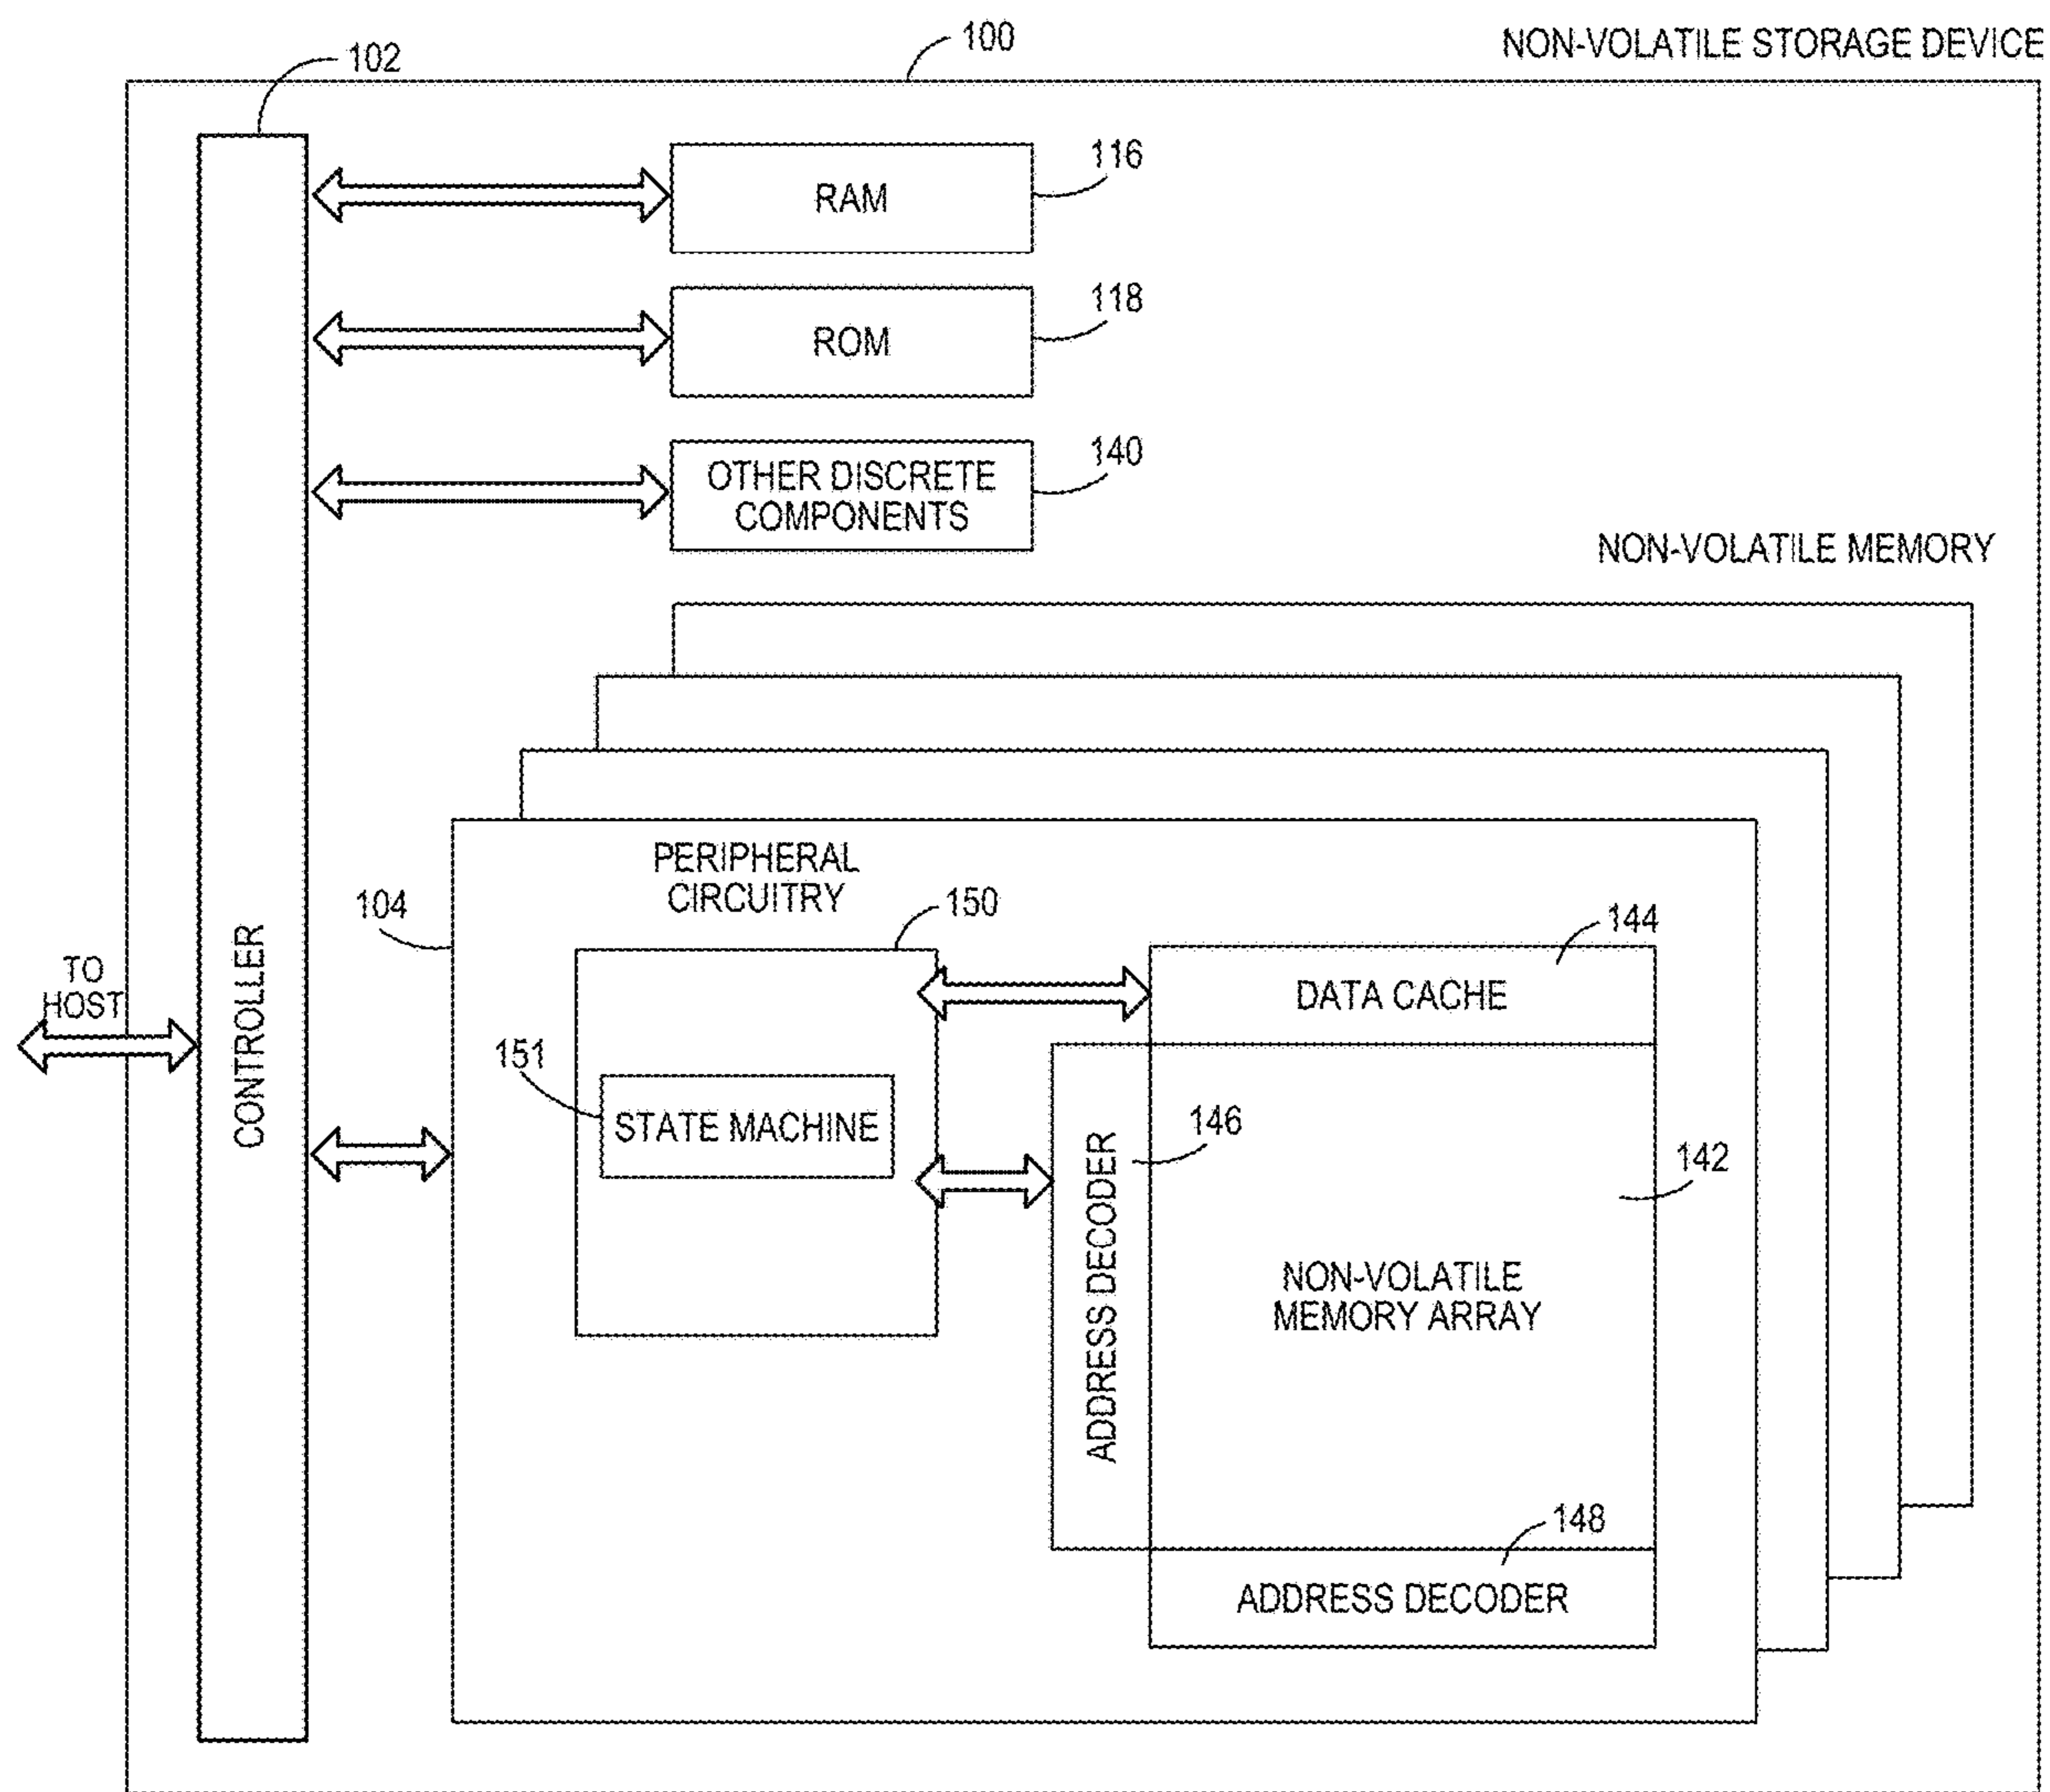 100
NON-VOLATILE STORAGE DEVICE
102
116
RAM
118
ROM
140
OTHER DISCRETE
COMPONENTS
NON-VOLATILE MEMORY
PERIPHERAL
CIRCUITRY
104
150
144
DATA CACHE
TO
HOST
CONTROLLER
151
STATE MACHINE
146
ADDRESS DECODER
142
NON-VOLATILE
MEMORY ARRAY
148
ADDRESS DECODER